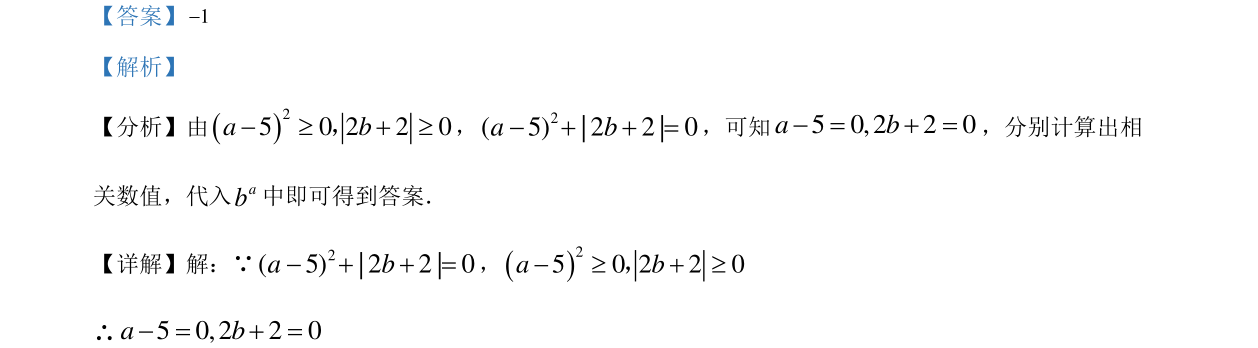 【答案】−1
【解析】
【分析】由(a−5)² ≥ 0,|2b+2| ≥ 0，(a−5)²+|2b+2|=0，可知a−5=0,2b+2=0，分别计算出相
关数值，代入bᵃ中即可得到答案．
【详解】解：∵(a−5)²+|2b+2|=0，(a−5)² ≥ 0,|2b+2| ≥ 0
∴a−5=0,2b+2=0